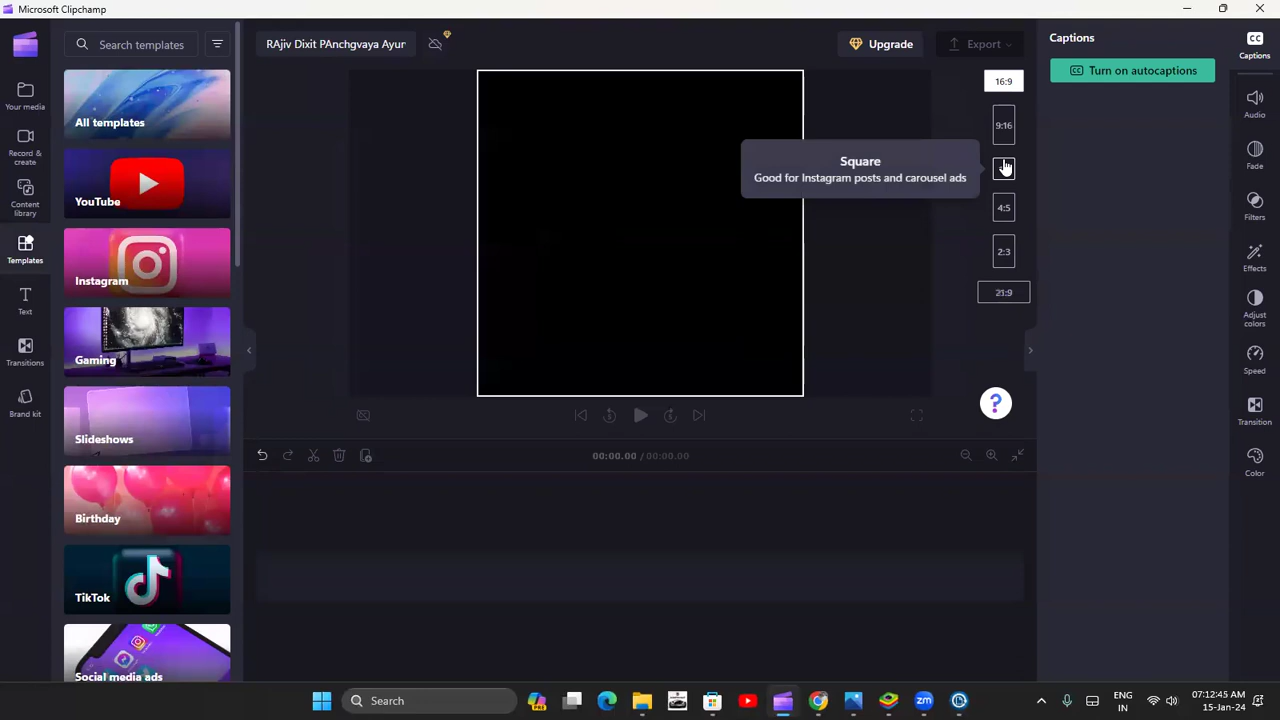 Microsoft Clipchamp
Search templates
RAjiv Dixit PAnchgvaya Ayur
Upgrade
Export
Captions
CC Turn on autocaptions
Your media
Record &
create
Content
library
Templates
Text
Transitions
Brand kit
All templates
YouTube
Instagram
Gaming
Slideshows
Birthday
TikTok
Social media ads
16:9
9:16
Square
Good for Instagram posts and carousel ads
4:5
2:3
21:9
?
00:00.00 / 00:00.00
CC
Captions
Audio
Fade
Filters
Effects
Adjust
colors
Speed
Transition
Color
Search
PRE
zm
ENG
IN
07:12:45 AM
15-Jan-24